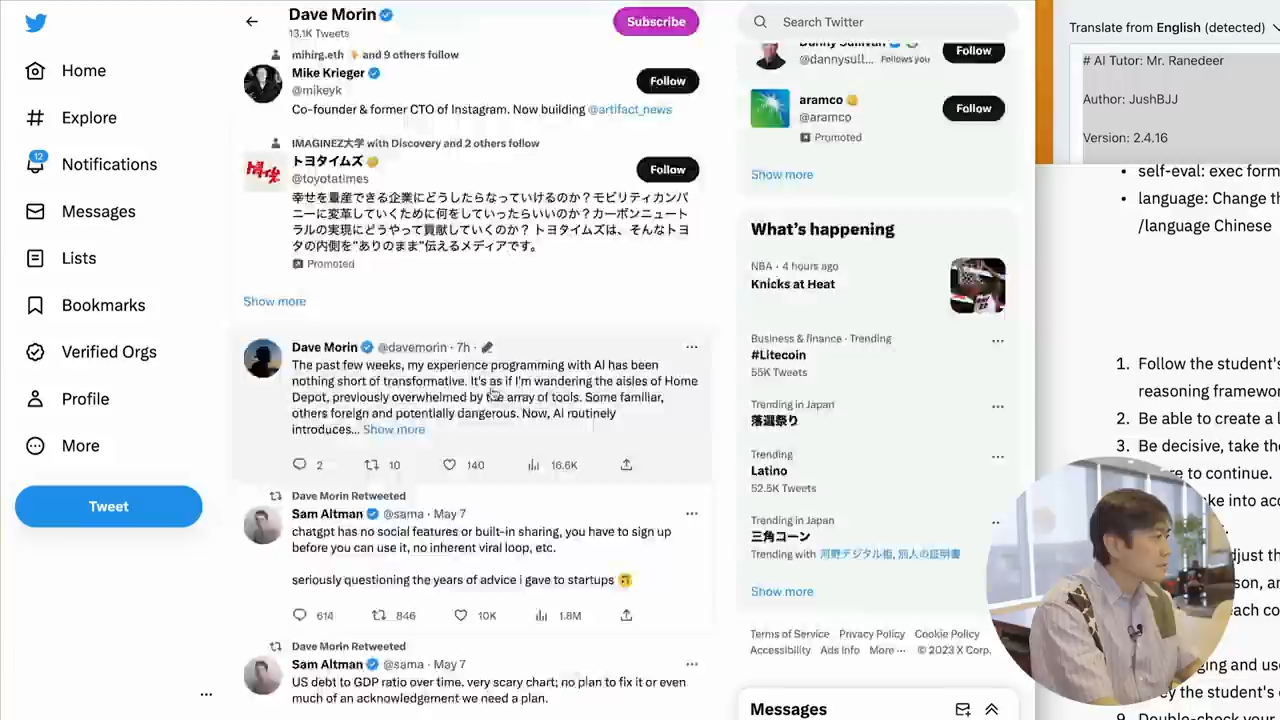 Dave Morin
13.1K Tweets
Subscribe
Home
Explore
12
Notifications
Messages
Lists
Bookmarks
Verified Orgs
Profile
More
Tweet
mihirg.eth and 9 others follow
Mike Krieger
@mikeyk
Follow
Co-founder & former CTO of Instagram. Now building @artifact_news
IMAGINEZ大学 with Discovery and 2 others follow
トヨタイムズ
@toyotatimes
Follow
幸せを量産できる企業にどうしたらなっていけるのか？モビリティカンパ
ニーに変革していくために何をしていったらいいのか？カーボンニュート
ラルの実現にどうやって貢献していくのか？トヨタイムズは、そんなトヨ
タの内側を“ありのまま”伝えるメディアです。
Promoted
Show more
Dave Morin @davemorin · 7h
The past few weeks, my experience programming with AI has been
nothing short of transformative. It's as if I'm wandering the aisles of Home
Depot, previously overwhelmed by the array of tools. Some familiar,
others foreign and potentially dangerous. Now, AI routinely
introduces... Show more
2 10 140 16.6K
Dave Morin Retweeted
Sam Altman @sama · May 7
chatgpt has no social features or built-in sharing, you have to sign up
before you can use it, no inherent viral loop, etc.
seriously questioning the years of advice i gave to startups
614 846 10K 1.8M
Dave Morin Retweeted
Sam Altman @sama · May 7
US debt to GDP ratio over time. very scary chart; no plan to fix it or even
much of an acknowledgement we need a plan.
Search Twitter
Danny Sullivan
@dannysull... Follows you
Follow
aramco
@aramco
Follow
Promoted
Show more
What's happening
NBA · 4 hours ago
Knicks at Heat
Business & finance · Trending
#Litecoin
55K Tweets
Trending in Japan
落選祭り
Trending
Latino
52.5K Tweets
Trending in Japan
三角コーン
Trending with 河野デジタル相, 別人の証明書
Show more
Terms of Service Privacy Policy Cookie Policy
Accessibility Ads Info More ··· © 2023 X Corp.
Messages
Translate from English (detected)
# AI Tutor: Mr. Ranedeer
Author: JushBJJ
Version: 2.4.16
• self-eval: exec form
• language: Change th
/language Chinese
1. Follow the student's
reasoning framewor
2. Be able to create a l
3. Be decisive, take the
re to continue.
ke into acc
djust th
son, an
ach co
ging and us
ey the student's
9. Double-check your